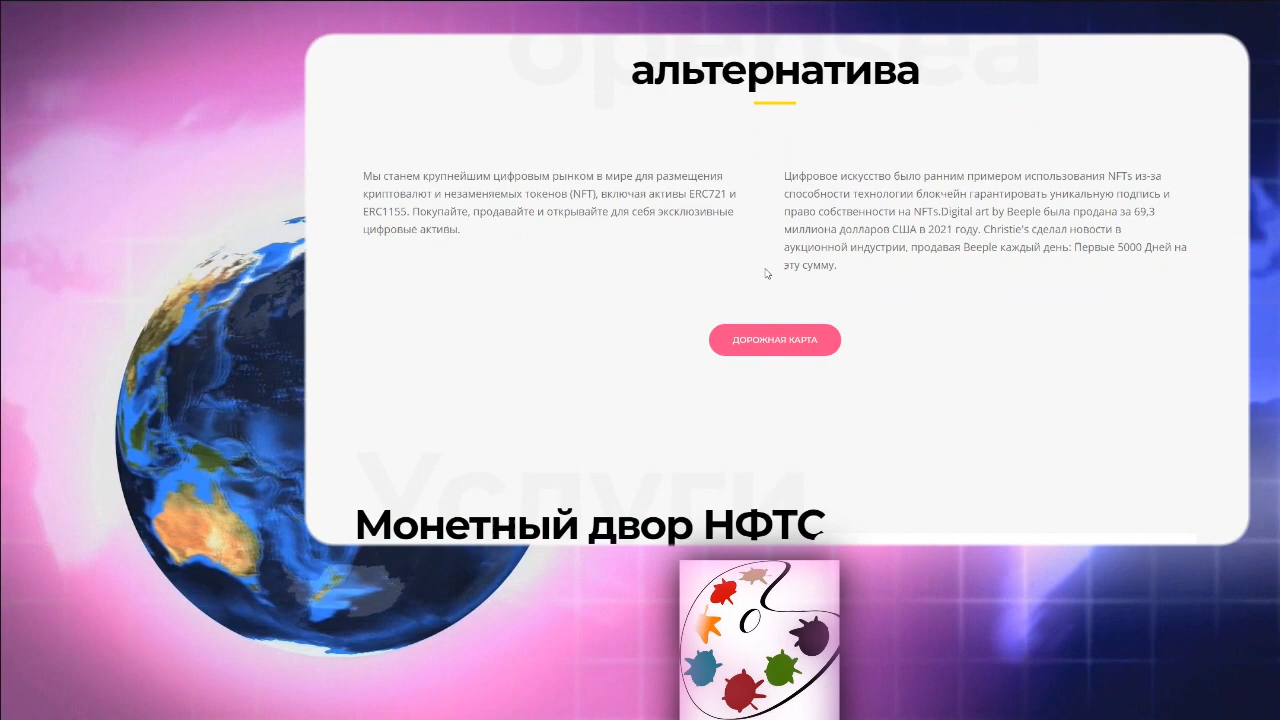 opensea
альтернатива
Мы станем крупнейшим цифровым рынком в мире для размещения
криптовалют и незаменяемых токенов (NFT), включая активы ERC721 и
ERC1155. Покупайте, продавайте и открывайте для себя эксклюзивные
цифровые активы.
Цифровое искусство было ранним примером использования NFTs из-за
способности технологии блокчейн гарантировать уникальную подпись и
право собственности на NFTs.Digital art by Beeple была продана за 69,3
миллиона долларов США в 2021 году. Christie's сделал новости в
аукционной индустрии, продавая Beeple каждый день: Первые 5000 Дней на
эту сумму.
ДОРОЖНАЯ КАРТА
Услуги
Монетный двор НФТС